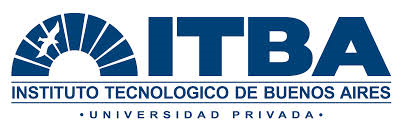 ITBA
INSTITUTO TECNOLOGICO DE BUENOS AIRES
• UNIVERSIDAD PRIVADA •